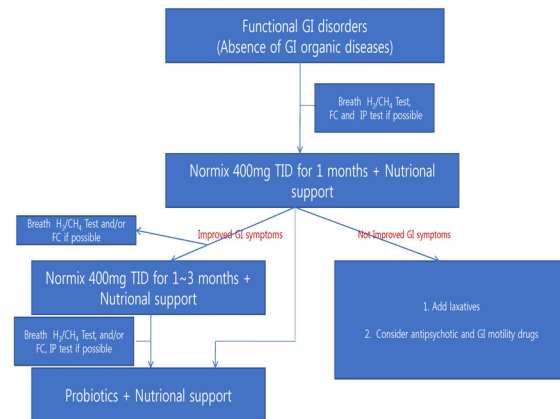 Functional GI disorders
(Absence of GI organic diseases)
Breath H₂/CH₄ Test,
FC and IP test if possible
Normix 400mg TID for 1 months + Nutrional
support
Improved GI symptoms
Not Improved GI symptoms
Breath H₂/CH₄ Test and/or
FC if possible
Normix 400mg TID for 1~3 months +
Nutrional support
1. Add laxatives
2. Consider antipsychotic and GI motility drugs
Breath H₂/CH₄ Test, and/or
FC, IP test if possible
Probiotics + Nutrional support